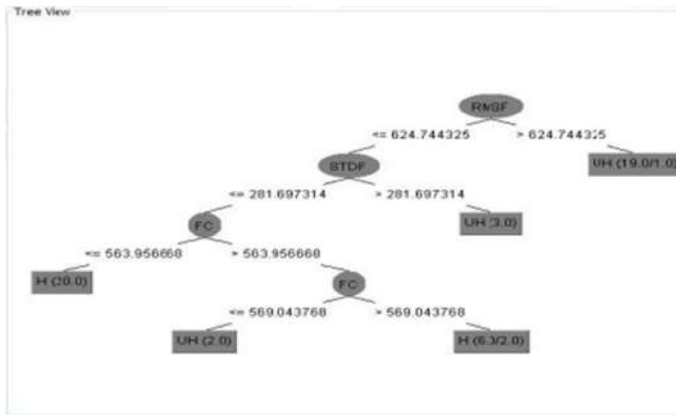 Tree View
RMSF
<= 624.744325 > 624.744325
STDF UH (19.0/1.0)
<= 281.697314 > 281.697314
FC UH (3.0)
<= 563.956668 > 563.956668
H (20.0) FC
<= 569.043768 > 569.043768
UH (2.0) H (6.0/2.0)